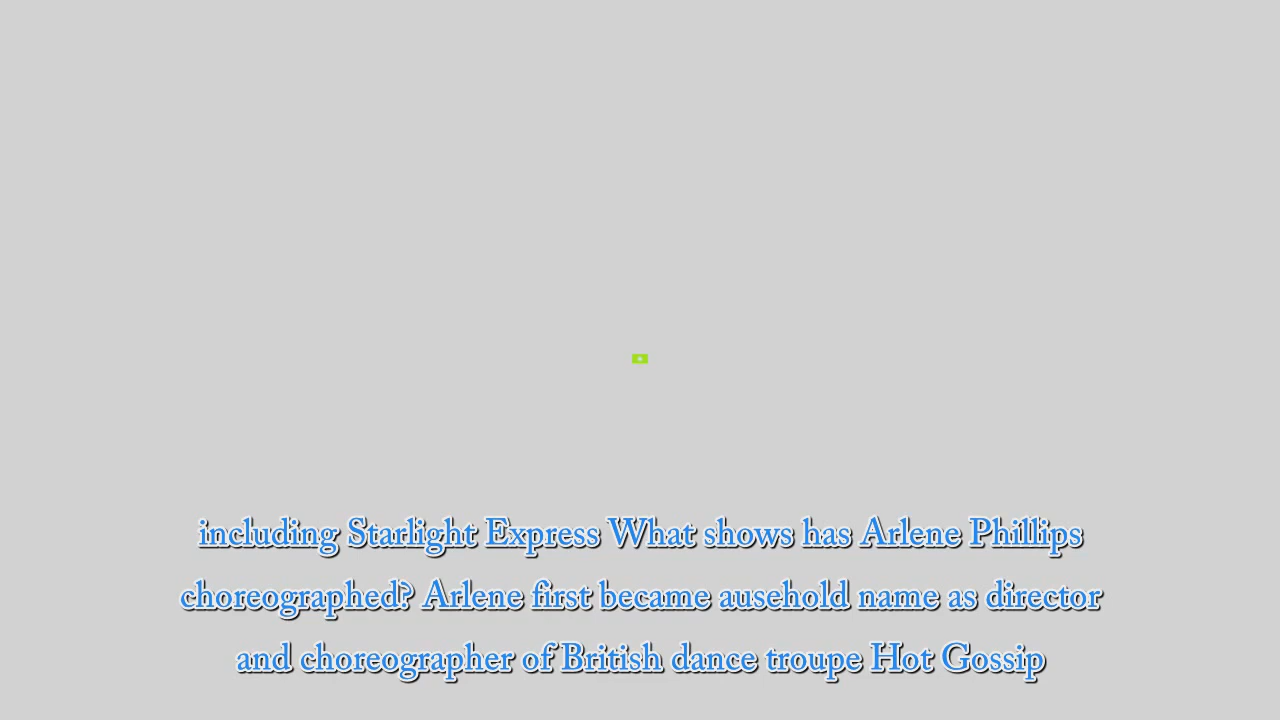 including Starlight Express What shows has Arlene Phillips
choreographed? Arlene first became ausehold name as director
and choreographer of British dance troupe Hot Gossip